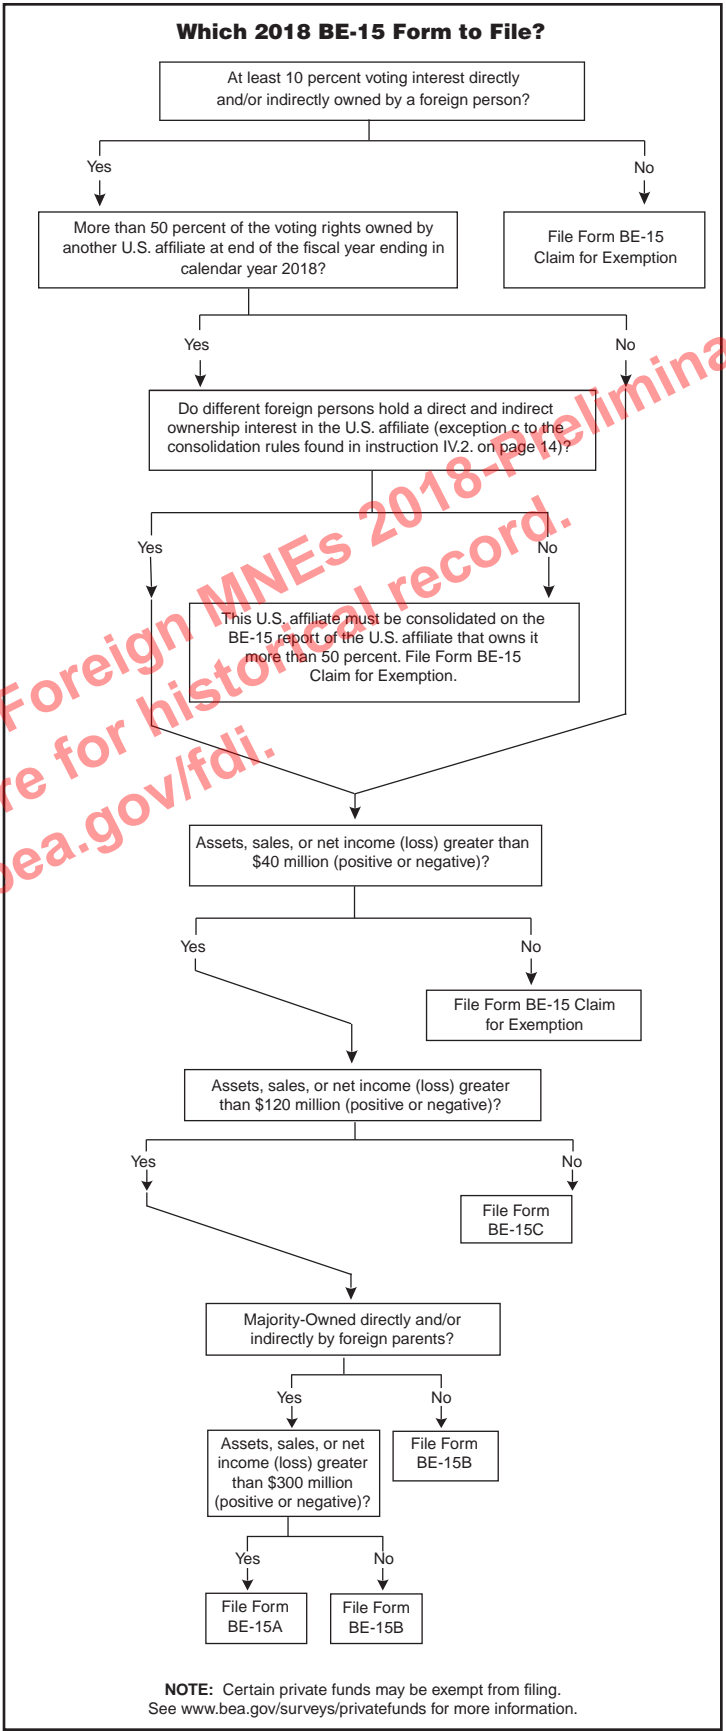 Which 2018 BE-15 Form to File?
At least 10 percent voting interest directly
and/or indirectly owned by a foreign person?
Yes
No
More than 50 percent of the voting rights owned by
another U.S. affiliate at end of the fiscal year ending in
calendar year 2018?
File Form BE-15
Claim for Exemption
Yes
No
Do different foreign persons hold a direct and indirect
ownership interest in the U.S. affiliate (exception c to the
consolidation rules found in instruction IV.2. on page 14)?
Yes
No
This U.S. affiliate must be consolidated on the
BE-15 report of the U.S. affiliate that owns it
more than 50 percent. File Form BE-15
Claim for Exemption.
Foreign MNEs 2018-Prelimina
re for historical record.
bea.gov/fdi.
Assets, sales, or net income (loss) greater than
$40 million (positive or negative)?
Yes
No
File Form BE-15 Claim
for Exemption
Assets, sales, or net income (loss) greater
than $120 million (positive or negative)?
Yes
No
File Form
BE-15C
Majority-Owned directly and/or
indirectly by foreign parents?
Yes
No
Assets, sales, or net
income (loss) greater
than $300 million
(positive or negative)?
File Form
BE-15B
Yes
No
File Form
BE-15A
File Form
BE-15B
NOTE: Certain private funds may be exempt from filing.
See www.bea.gov/surveys/privatefunds for more information.